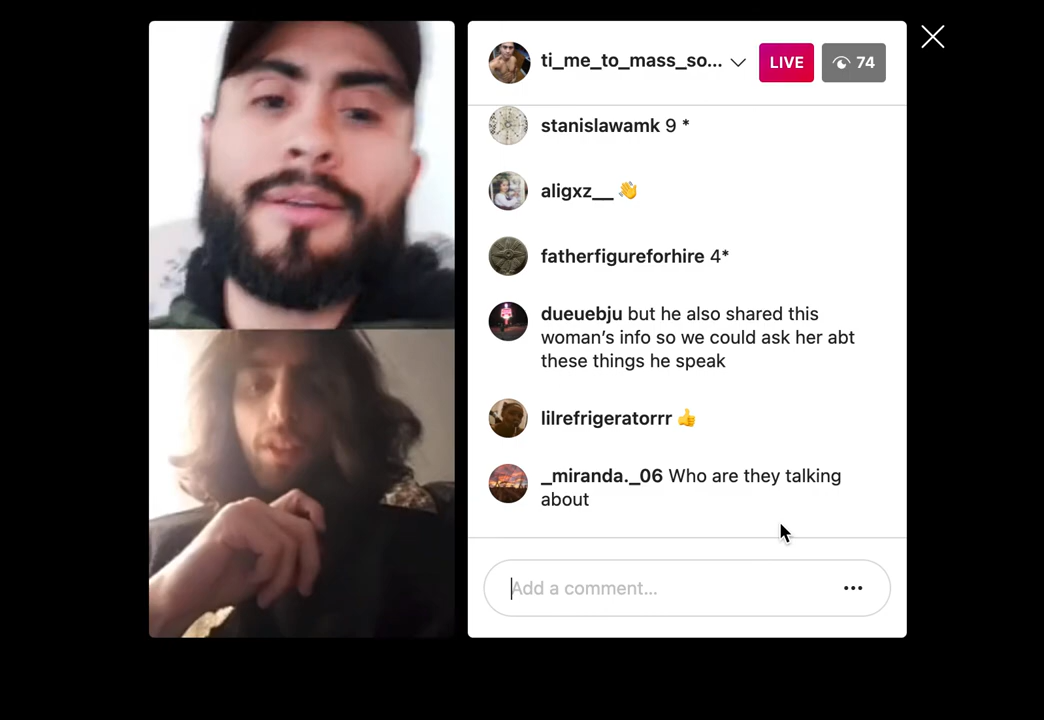 ti_me_to_mass_so... LIVE 74
stanislawamk 9 *
aligxz__ 👋
fatherfigureforhire 4*
dueuebju but he also shared this
woman’s info so we could ask her abt
these things he speak
lilrefrigeratorrr 👍
_miranda._06 Who are they talking
about
Add a comment...